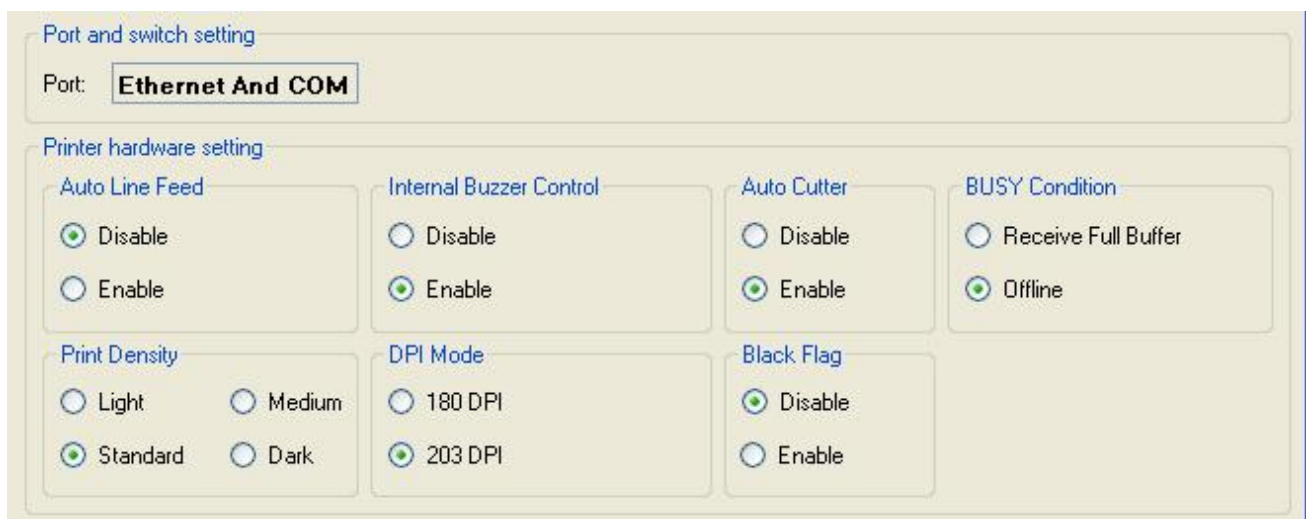 Port and switch setting
Port: Ethernet And COM
Printer hardware setting
Auto Line Feed Internal Buzzer Control Auto Cutter BUSY Condition
Disable Disable Disable Receive Full Buffer
Enable Enable Enable Offline
Print Density DPI Mode Black Flag
Light Medium 180 DPI Disable
Standard Dark 203 DPI Enable